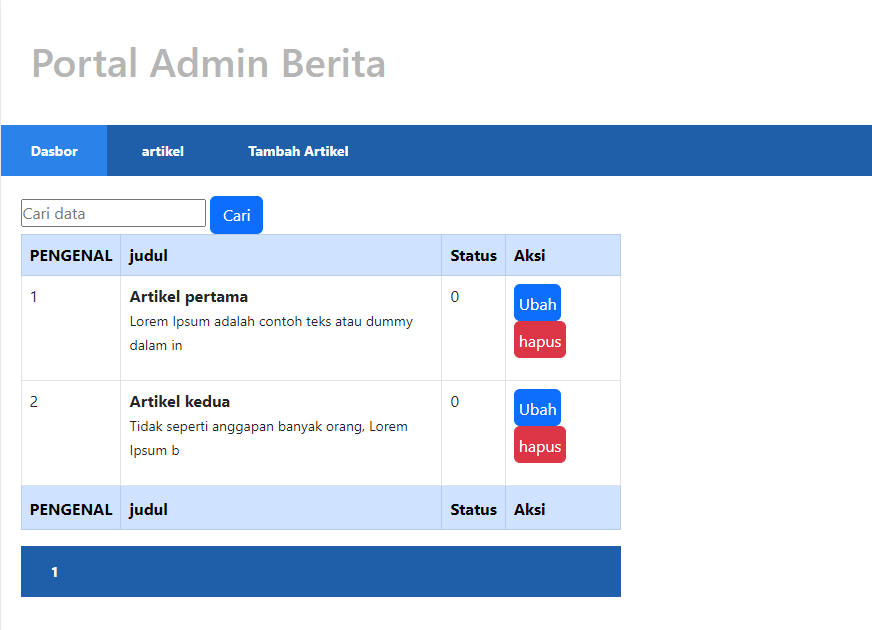 Portal Admin Berita
Dasbor artikel Tambah Artikel
Cari data Cari
PENGENAL judul Status Aksi
1 Artikel pertama 0 Ubah
Lorem Ipsum adalah contoh teks atau dummy
dalam in hapus
2 Artikel kedua 0 Ubah
Tidak seperti anggapan banyak orang, Lorem
Ipsum b hapus
PENGENAL judul Status Aksi
1